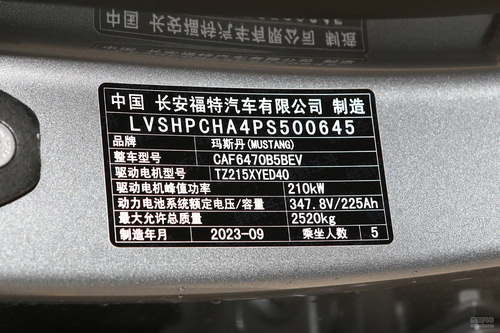 中国 长安福特汽车有限公司 制造
LVSHPCHA4PS500645
品牌 玛斯丹(MUSTANG)
整车型号 CAF6470B5BEV
驱动电机型号 TZ215XYED40
驱动电机峰值功率 210kW
动力电池系统额定电压/容量 347.8V/225Ah
最大允许总质量 2520kg
制造年月 2023-09 乘坐人数 5